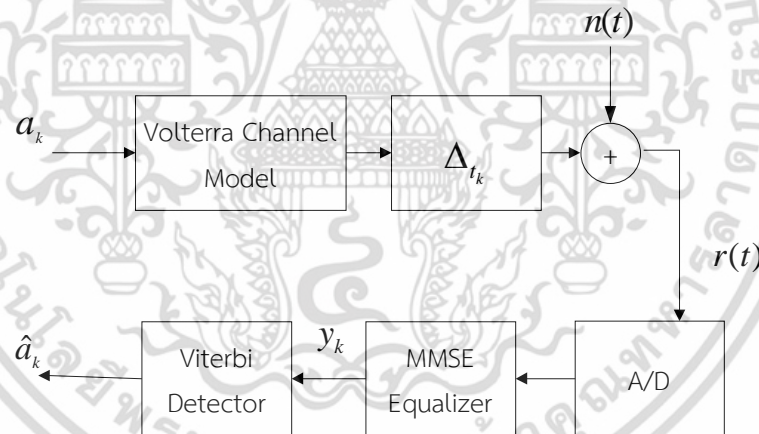 n(t)
a_k
Volterra Channel
Model
Δ_{t_k}
+
r(t)
â_k
Viterbi
Detector
y_k
MMSE
Equalizer
A/D